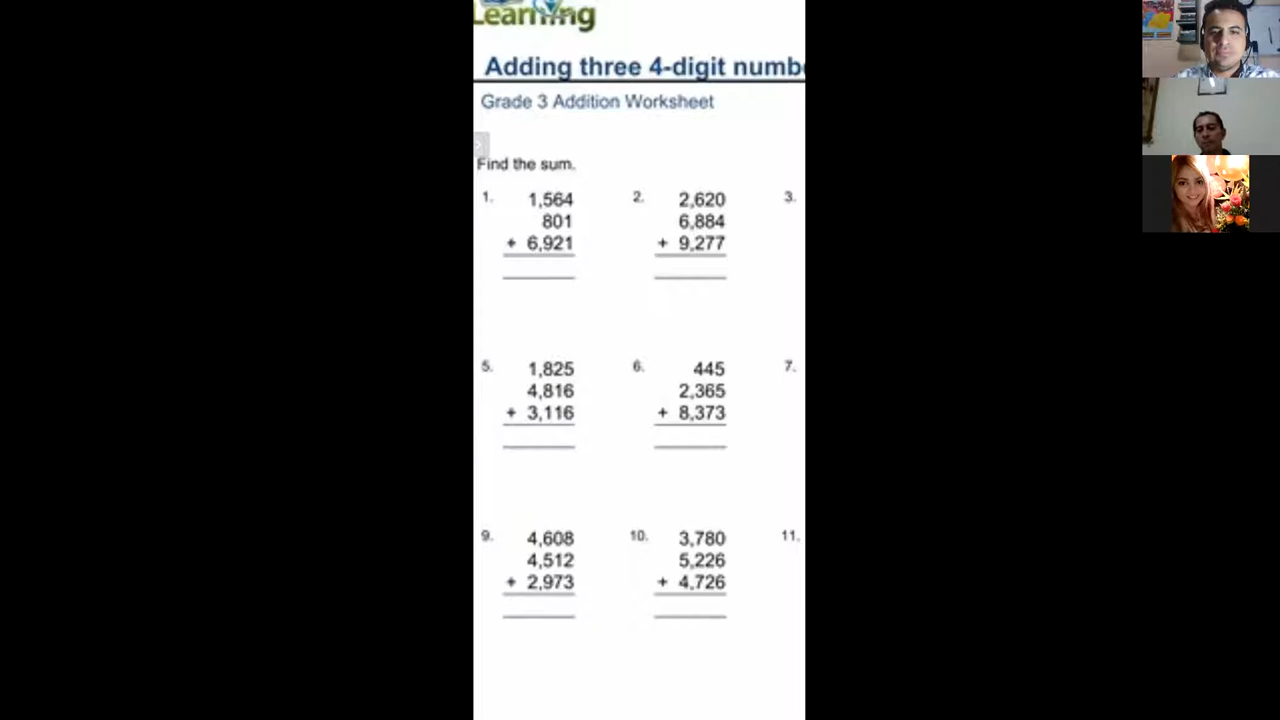 Learning
Adding three 4-digit numb
Grade 3 Addition Worksheet
Find the sum.
1. 1,564 2. 2,620 3.
801 6,884
+ 6,921 + 9,277
5. 1,825 6. 445 7.
4,816 2,365
+ 3,116 + 8,373
9. 4,608 10. 3,780 11.
4,512 5,226
+ 2,973 + 4,726